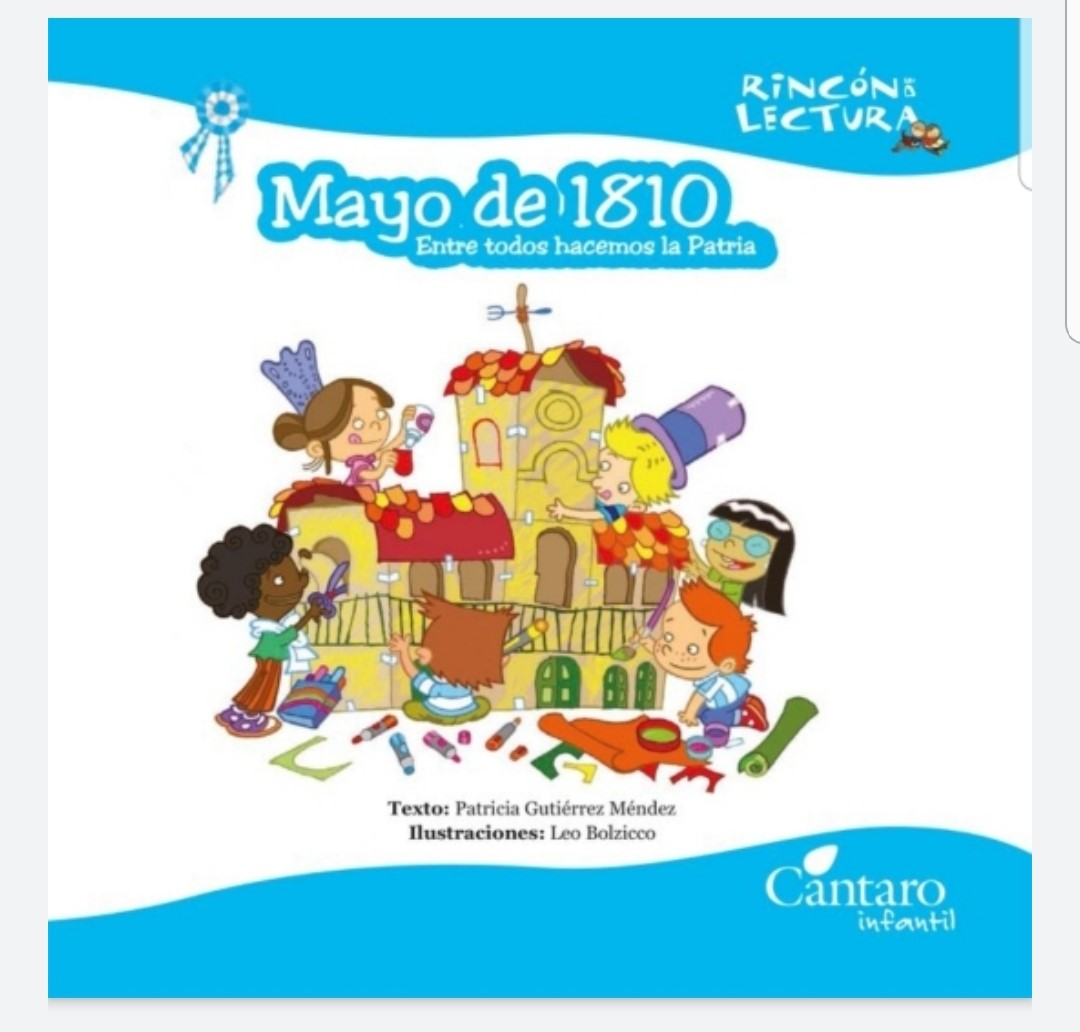 RINCÓN DE
LECTURA
Mayo de 1810
Entre todos hacemos la Patria
Texto: Patricia Gutiérrez Méndez
Ilustraciones: Leo Bolzicco
Cántaro
infantil